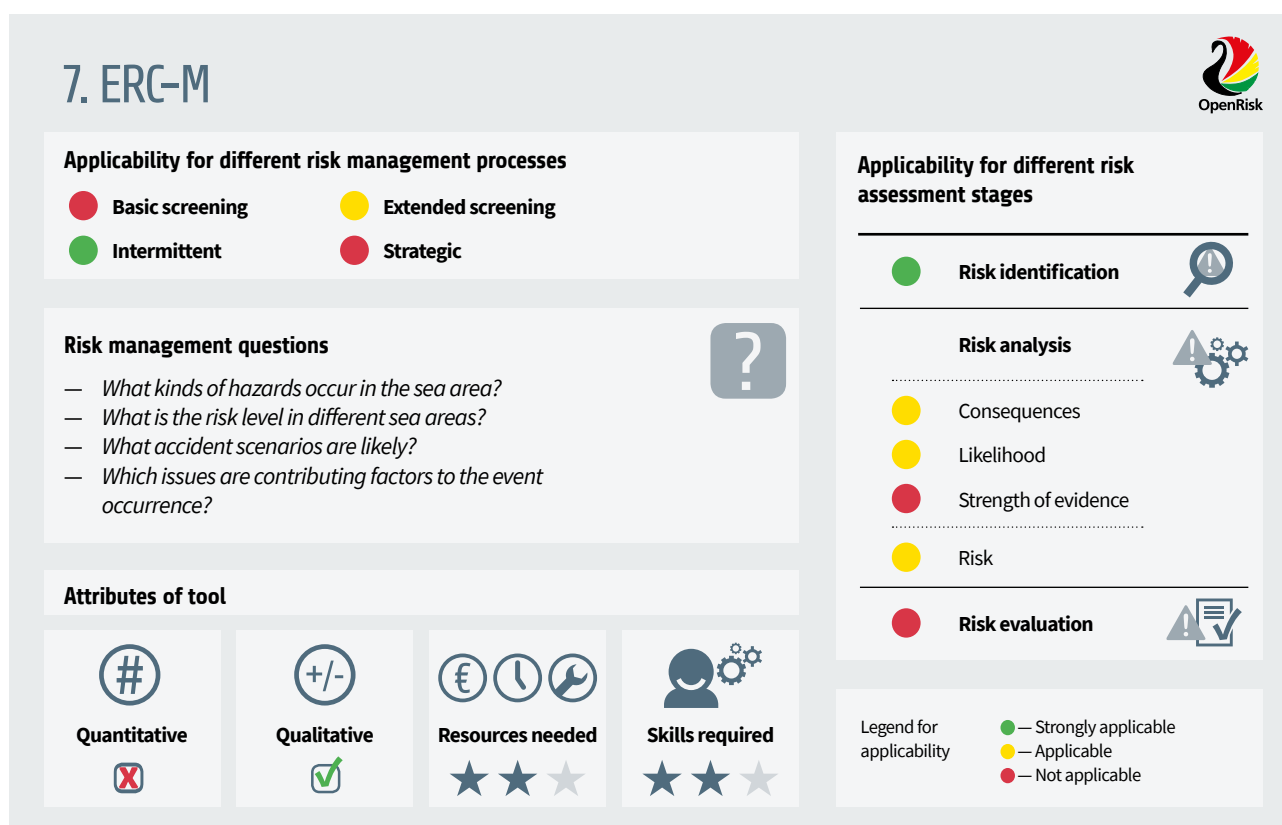 7. ERC-M
OpenRisk
Applicability for different risk management processes
Basic screening
Extended screening
Intermittent
Strategic
Risk management questions
?
— What kinds of hazards occur in the sea area?
— What is the risk level in different sea areas?
— What accident scenarios are likely?
— Which issues are contributing factors to the event
occurrence?
Attributes of tool
#
Quantitative
X
+/-
Qualitative
€
Resources needed
Skills required
Applicability for different risk
assessment stages
Risk identification
Risk analysis
Consequences
Likelihood
Strength of evidence
Risk
Risk evaluation
Legend for
applicability
— Strongly applicable
— Applicable
— Not applicable